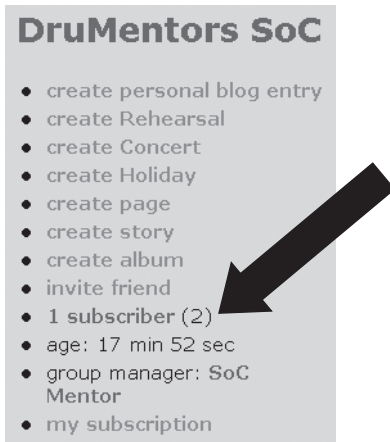 DruMentors SoC
create personal blog entry
create Rehearsal
create Concert
create Holiday
create page
create story
create album
invite friend
1 subscriber (2)
age: 17 min 52 sec
group manager: SoC
Mentor
my subscription